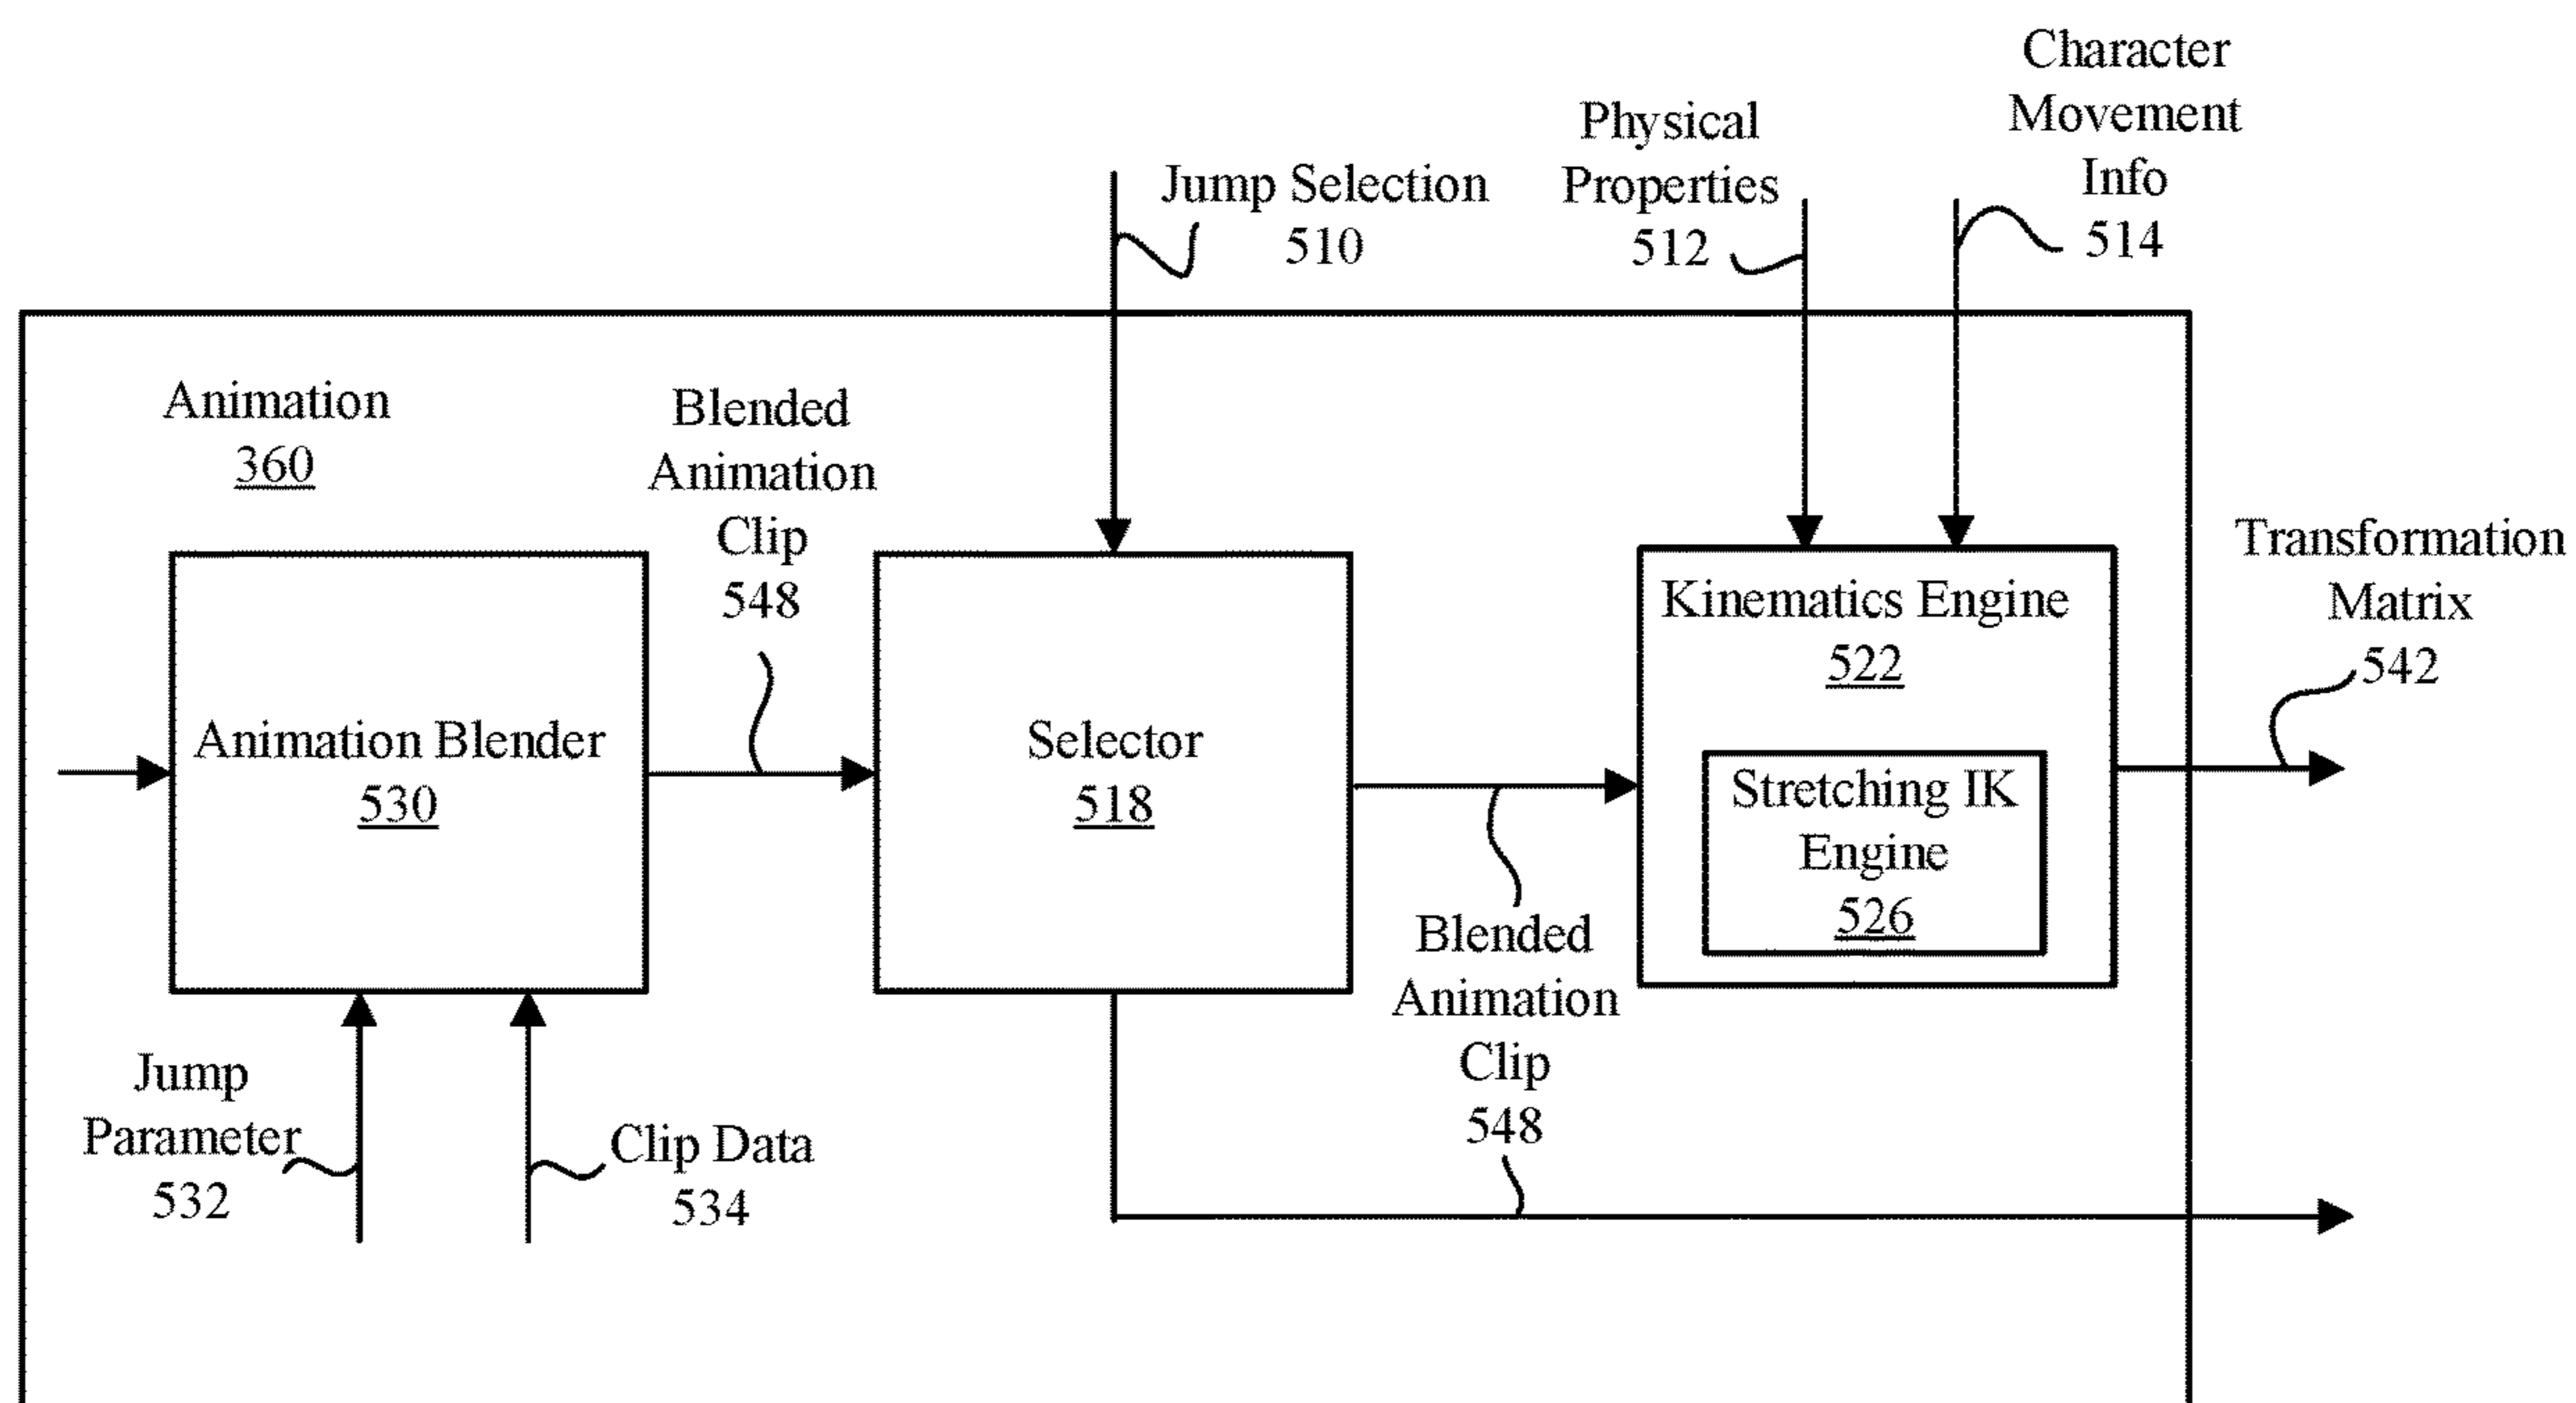 Character
Movement
Info
514
Physical
Properties
512
Jump Selection
510
Animation
360
Blended
Animation
Clip
548
Transformation
Matrix
542
Animation Blender
530
Selector
518
Kinematics Engine
522
Stretching IK
Engine
526
Blended
Animation
Clip
548
Jump
Parameter
532
Clip Data
534